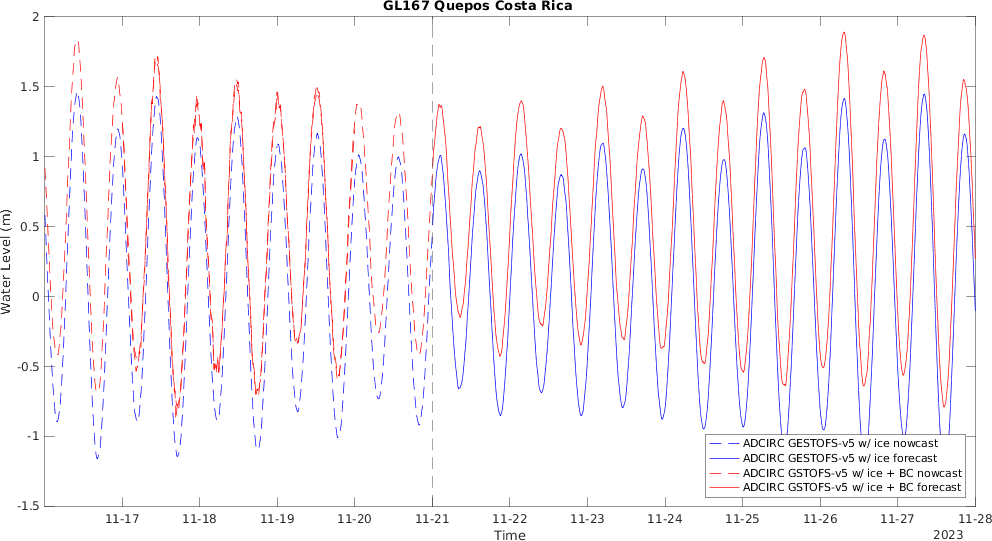 GL167 Quepos Costa Rica
2
1.5
1
0.5
0
-0.5
-1
-1.5
Water Level (m)
ADCIRC GESTOFS-v5 w/ ice nowcast
ADCIRC GESTOFS-v5 w/ ice forecast
ADCIRC GSTOFS-v5 w/ ice + BC nowcast
ADCIRC GSTOFS-v5 w/ ice + BC forecast
11-17 11-18 11-19 11-20 11-21 11-22 11-23 11-24 11-25 11-26 11-27 11-28
Time
2023